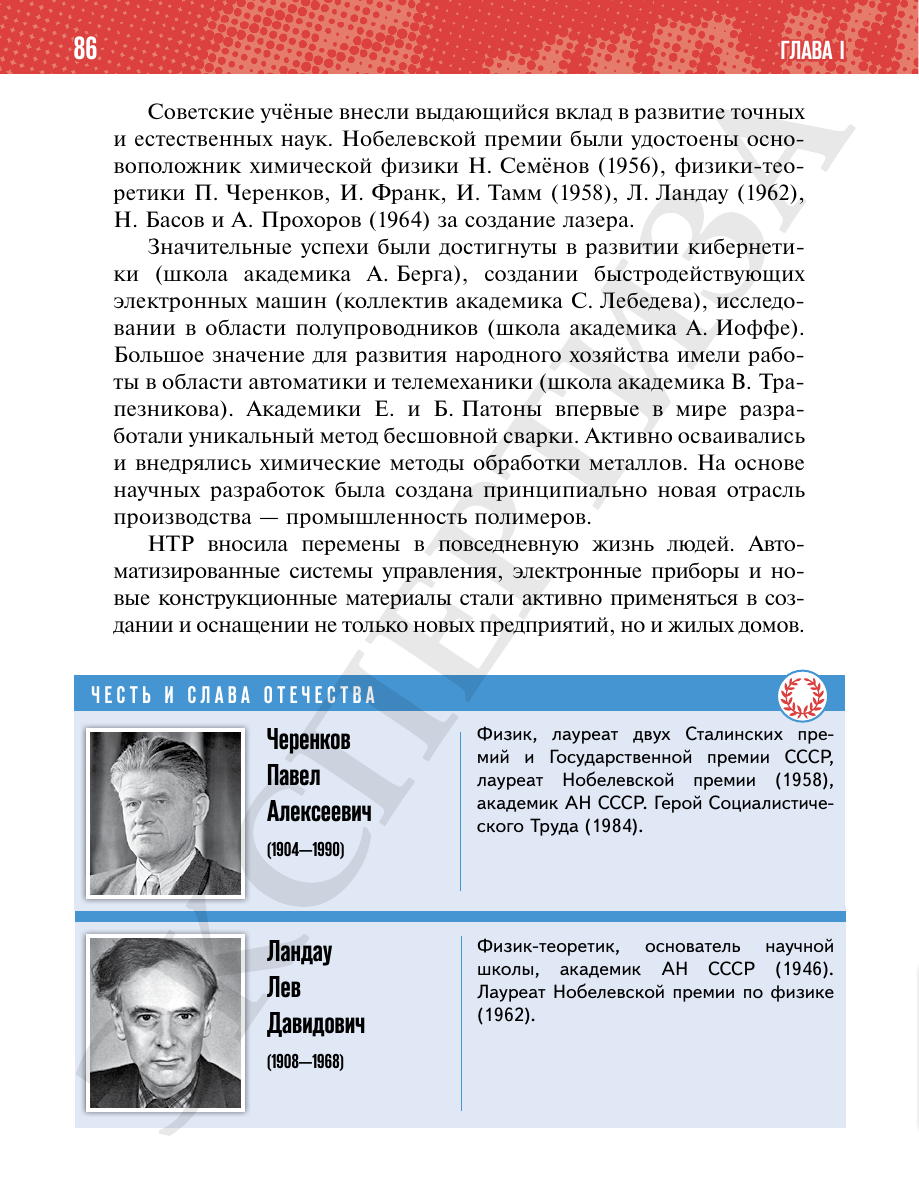 86
ГЛАВА I
Советские учёные внесли выдающийся вклад в развитие точных
и естественных наук. Нобелевской премии были удостоены осно-
воположник химической физики Н. Семёнов (1956), физики-тео-
ретики П. Черенков, И. Франк, И. Тамм (1958), Л. Ландау (1962),
Н. Басов и А. Прохоров (1964) за создание лазера.
Значительные успехи были достигнуты в развитии кибернети-
ки (школа академика А. Берга), создании быстродействующих
электронных машин (коллектив академика С. Лебедева), исследо-
вании в области полупроводников (школа академика А. Иоффе).
Большое значение для развития народного хозяйства имели рабо-
ты в области автоматики и телемеханики (школа академика В. Тра-
пезникова). Академики Е. и Б. Патоны впервые в мире разра-
ботали уникальный метод бесшовной сварки. Активно осваивались
и внедрялись химические методы обработки металлов. На основе
научных разработок была создана принципиально новая отрасль
производства — промышленность полимеров.
НТР вносила перемены в повседневную жизнь людей. Авто-
матизированные системы управления, электронные приборы и но-
вые конструкционные материалы стали активно применяться в соз-
дании и оснащении не только новых предприятий, но и жилых домов.
ЧЕСТЬ И СЛАВА ОТЕЧЕСТВА
Черенков
Павел
Алексеевич
(1904—1990)
Физик, лауреат двух Сталинских пре-
мий и Государственной премии СССР,
лауреат Нобелевской премии (1958),
академик АН СССР. Герой Социалистиче-
ского Труда (1984).
Ландау
Лев
Давидович
(1908—1968)
Физик-теоретик, основатель научной
школы, академик АН СССР (1946).
Лауреат Нобелевской премии по физике
(1962).
ЭКСПЕРТИЗА